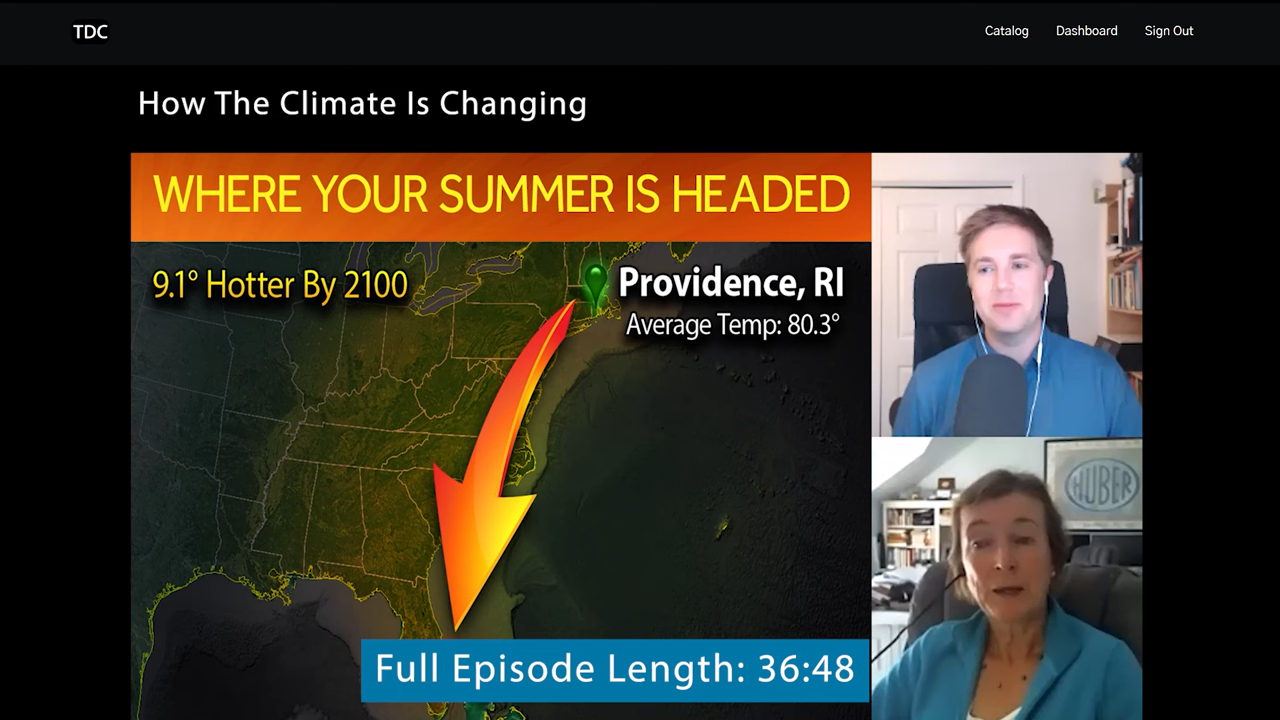 TDC
Catalog Dashboard Sign Out
How The Climate Is Changing
WHERE YOUR SUMMER IS HEADED
9.1° Hotter By 2100
Providence, RI
Average Temp: 80.3°
HUBER
Full Episode Length: 36:48